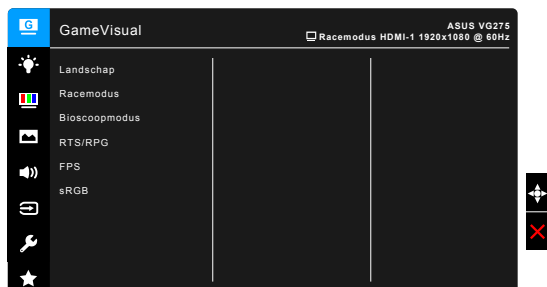 G
GameVisual
ASUS VG275
Racemodus HDMI-1 1920x1080 @ 60Hz
Landschap
Racemodus
Bioscoopmodus
RTS/RPG
FPS
sRGB